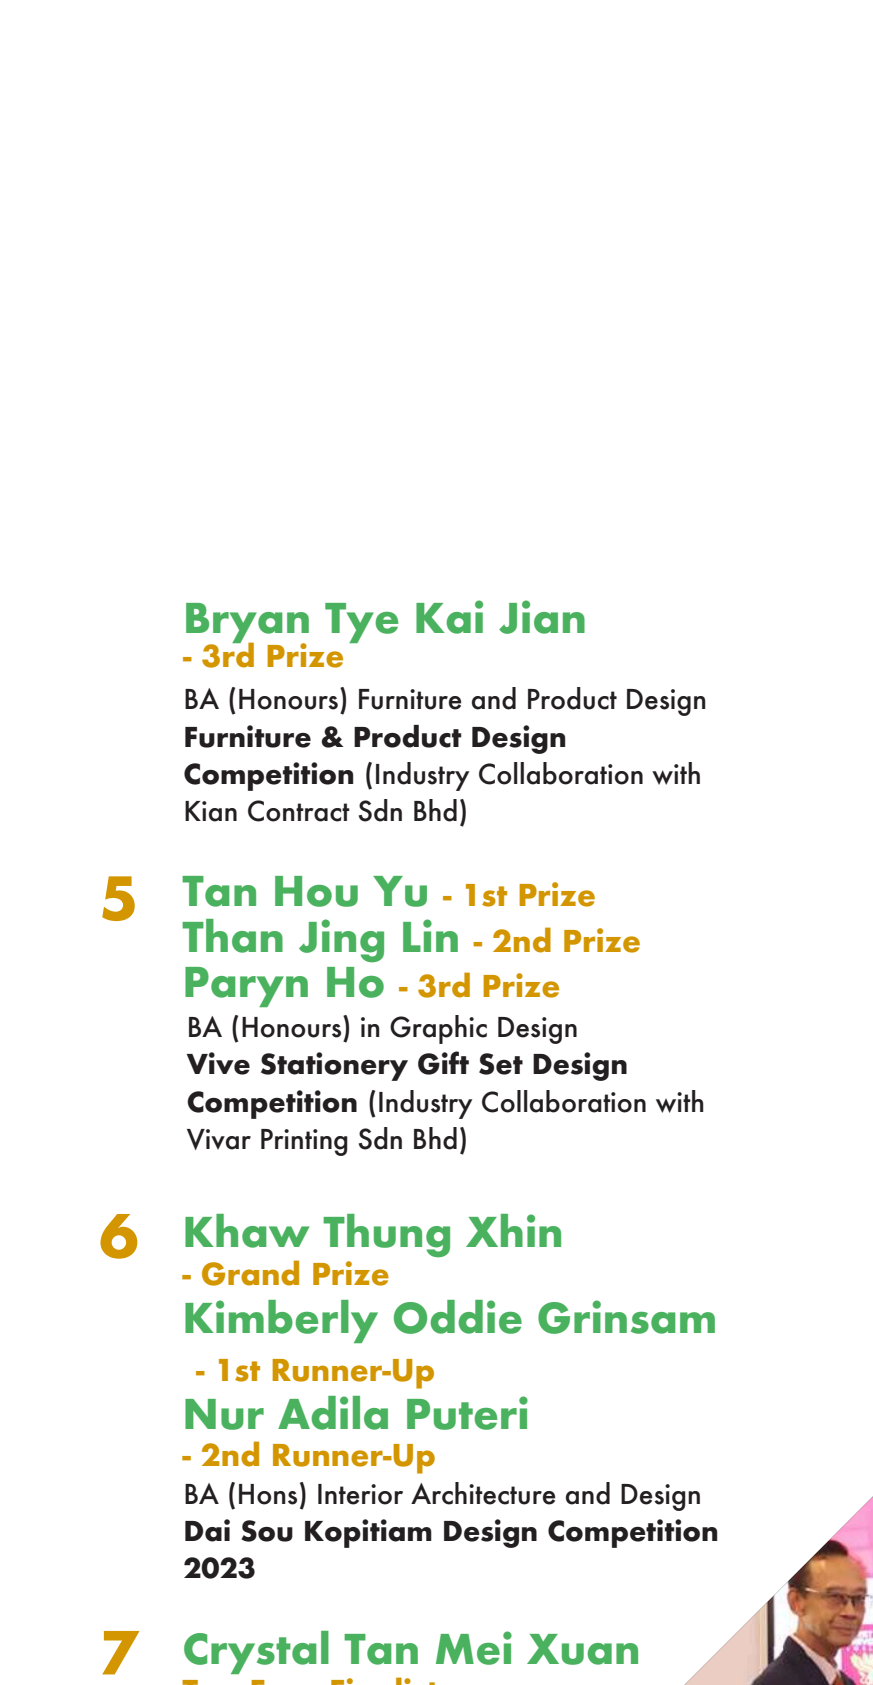 Bryan Tye Kai Jian
- 3rd Prize
BA (Honours) Furniture and Product Design
Furniture & Product Design
Competition (Industry Collaboration with
Kian Contract Sdn Bhd)
5 Tan Hou Yu - 1st Prize
Than Jing Lin - 2nd Prize
Paryn Ho - 3rd Prize
BA (Honours) in Graphic Design
Vive Stationery Gift Set Design
Competition (Industry Collaboration with
Vivar Printing Sdn Bhd)
6 Khaw Thung Xhin
- Grand Prize
Kimberly Oddie Grinsam
- 1st Runner-Up
Nur Adila Puteri
- 2nd Runner-Up
BA (Hons) Interior Architecture and Design
Dai Sou Kopitiam Design Competition
2023
7 Crystal Tan Mei Xuan